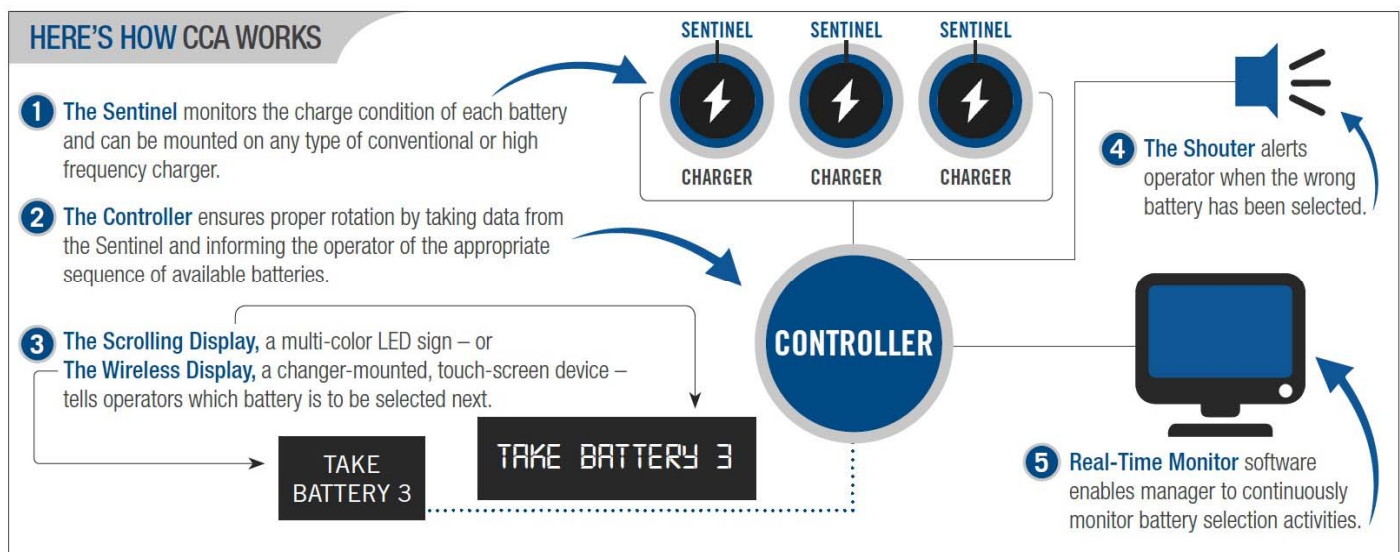 HERE'S HOW CCA WORKS
SENTINEL
SENTINEL
SENTINEL
CHARGER
CHARGER
CHARGER
1 The Sentinel monitors the charge condition of each battery
and can be mounted on any type of conventional or high
frequency charger.
2 The Controller ensures proper rotation by taking data from
the Sentinel and informing the operator of the appropriate
sequence of available batteries.
3 The Scrolling Display, a multi-color LED sign – or
The Wireless Display, a changer-mounted, touch-screen device –
tells operators which battery is to be selected next.
TAKE
BATTERY 3
TAKE BATTERY 3
CONTROLLER
4 The Shouter alerts
operator when the wrong
battery has been selected.
5 Real-Time Monitor software
enables manager to continuously
monitor battery selection activities.